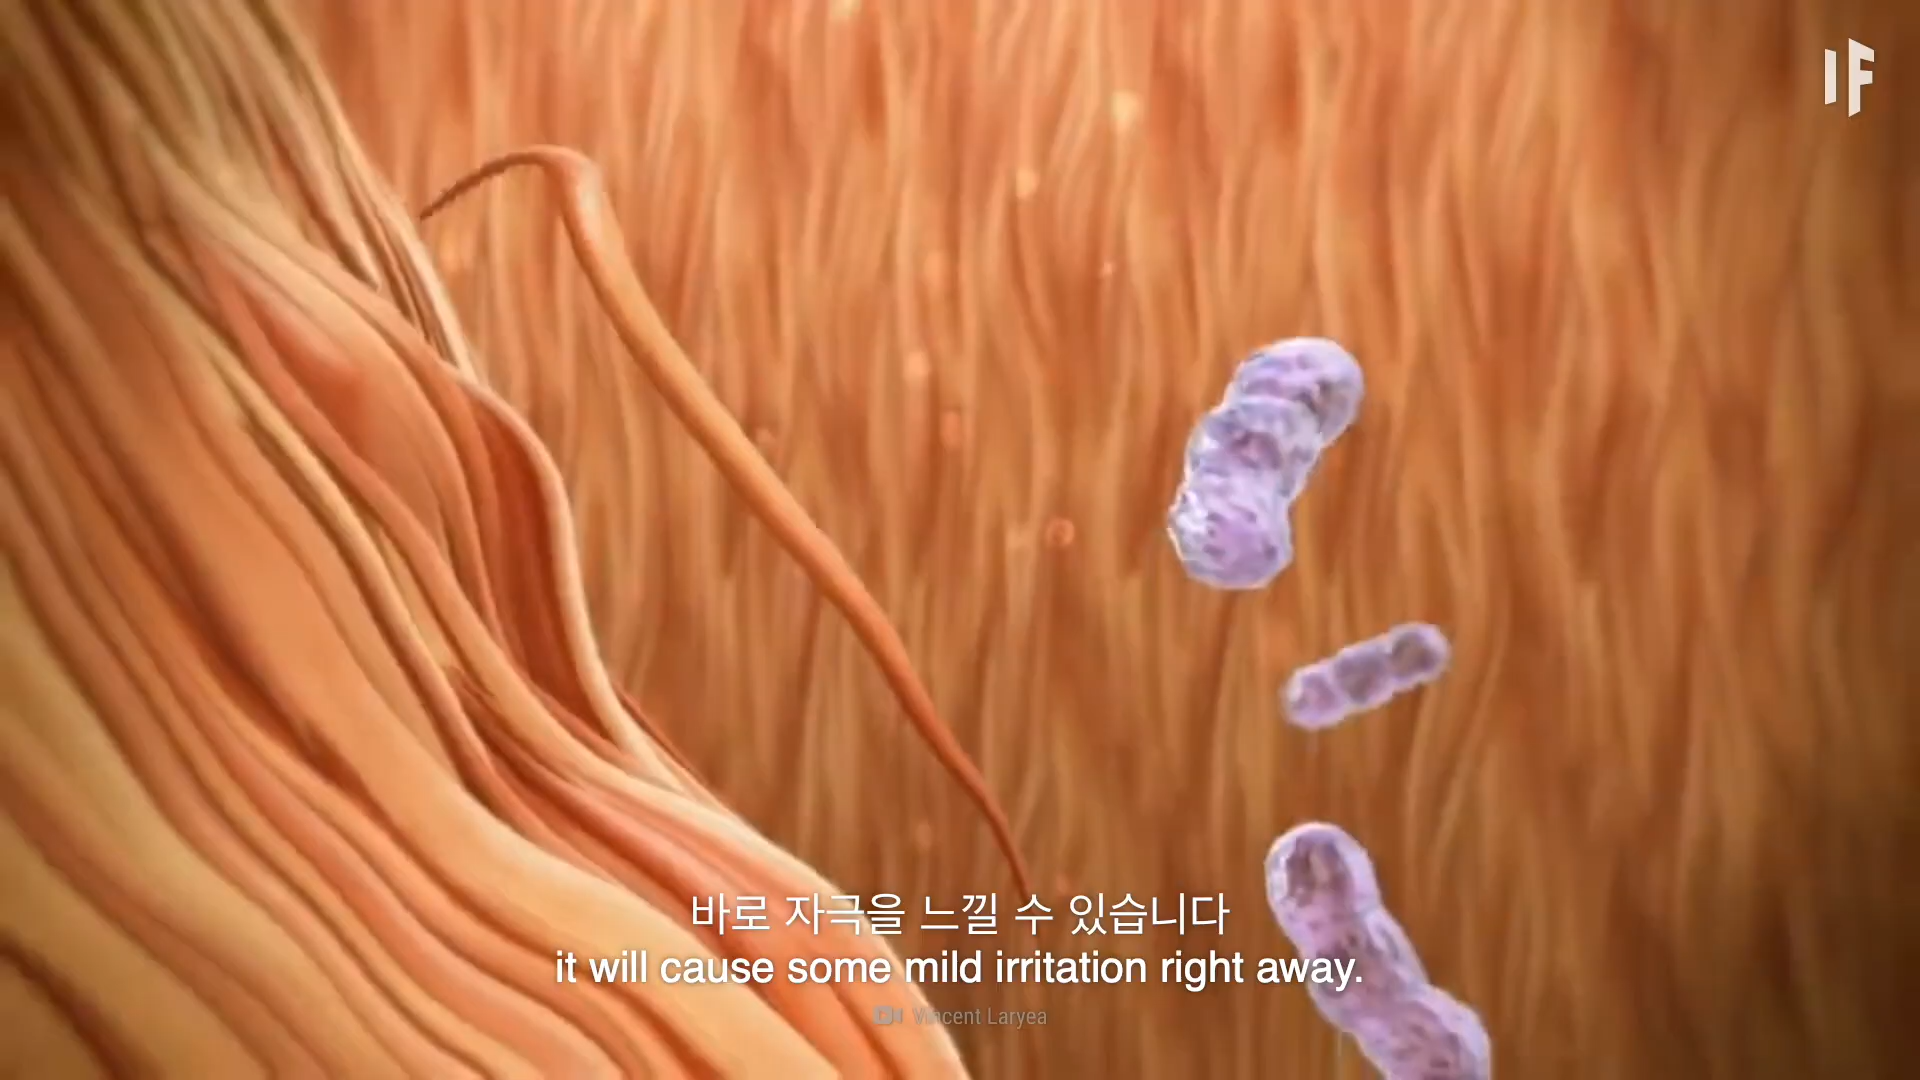 IF
바로 자극을 느낄 수 있습니다
it will cause some mild irritation right away.
Vincent Laryea